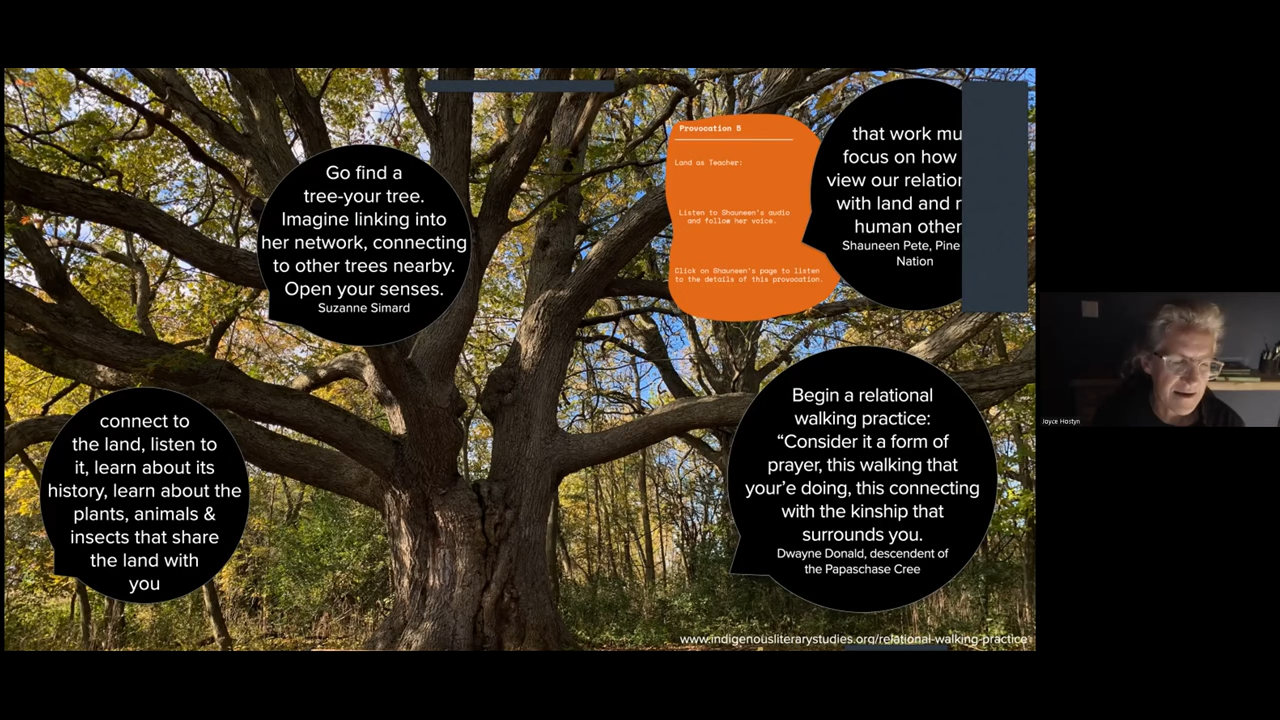 Go find a
tree-your tree.
Imagine linking into
her network, connecting
to other trees nearby.
Open your senses.
Suzanne Simard
Provocation 5
Land as Teacher:
Listen to Shauneen's audio
and follow her voice.
Click on Shauneen's page to listen
to the details of this provocation.
that work mu
focus on how
view our relation
with land and
human other
Shauneen Pete, Pine
Nation
connect to
the land, listen to
it, learn about its
history, learn about the
plants, animals &
insects that share
the land with
you
Begin a relational
walking practice:
“Consider it a form of
prayer, this walking that
your’e doing, this connecting
with the kinship that
surrounds you.
Dwayne Donald, descendent of
the Papaschase Cree
www.indigenousliterarystudies.org/relational-walking-practice
Jayce Hostyn